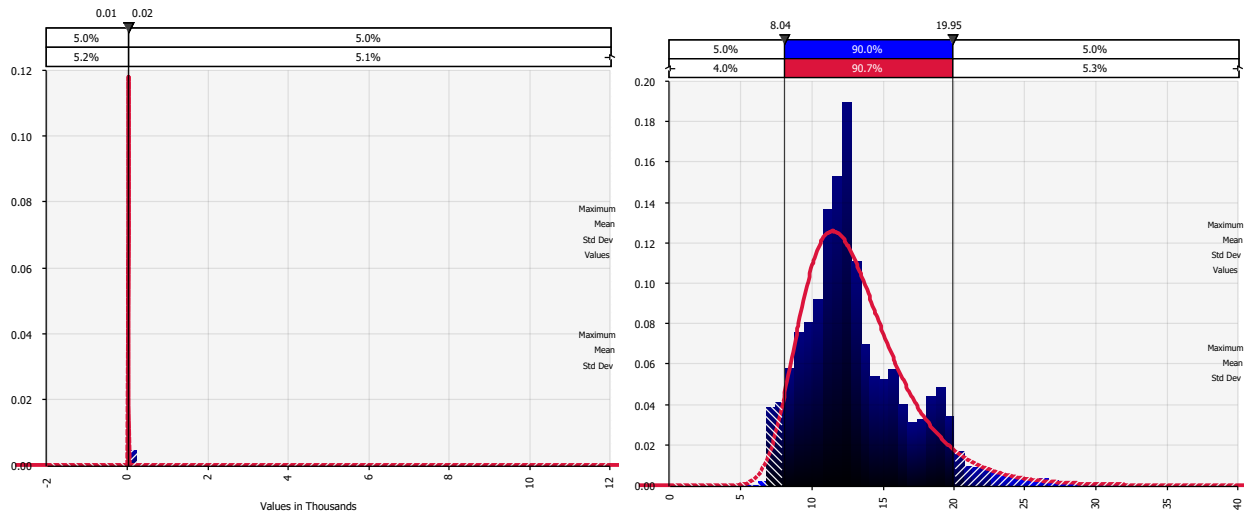 0.01 0.02
5.0% 5.0%
5.2% 5.1%
0.12
0.10
0.08
0.06
0.04
0.02
0.00
Maximum
Mean
Std Dev
Values
Maximum
Mean
Std Dev
-2 0 2 4 6 8 10 12
Values in Thousands
8.04 19.95
5.0% 90.0% 5.0%
4.0% 90.7% 5.3%
0.20
0.18
0.16
0.14
0.12
0.10
0.08
0.06
0.04
0.02
0.00
Maximum
Mean
Std Dev
Values
Maximum
Mean
Std Dev
0 5 10 15 20 25 30 35 40